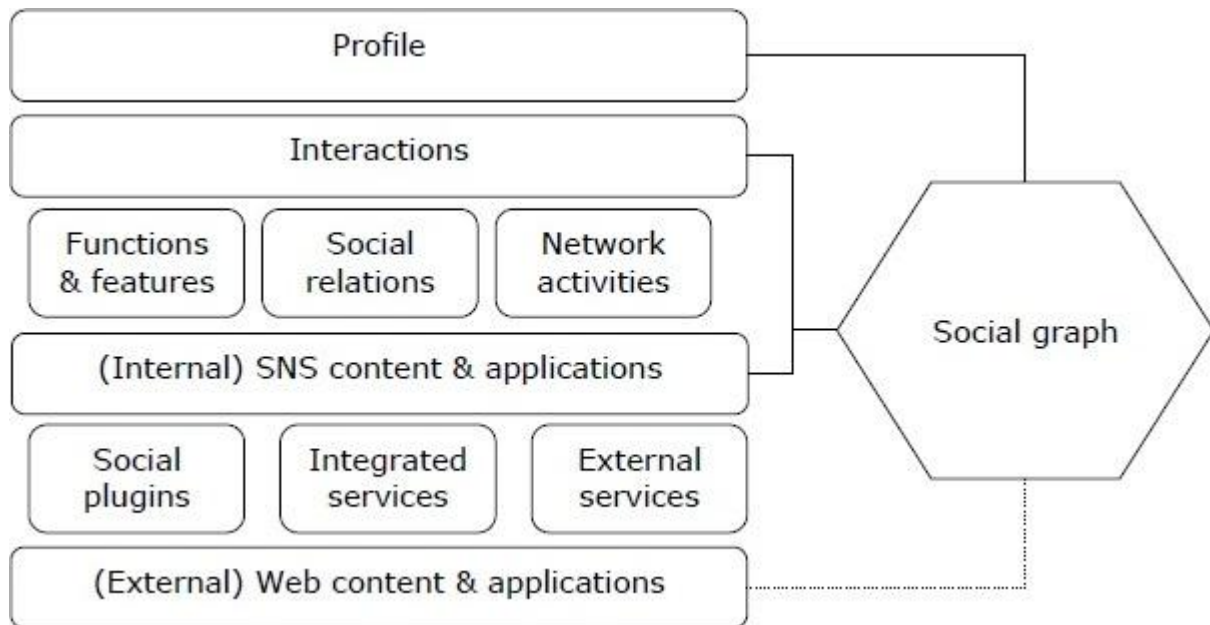 Profile
Interactions
Functions
& features
Social
relations
Network
activities
(Internal) SNS content & applications
Social graph
Social
plugins
Integrated
services
External
services
(External) Web content & applications